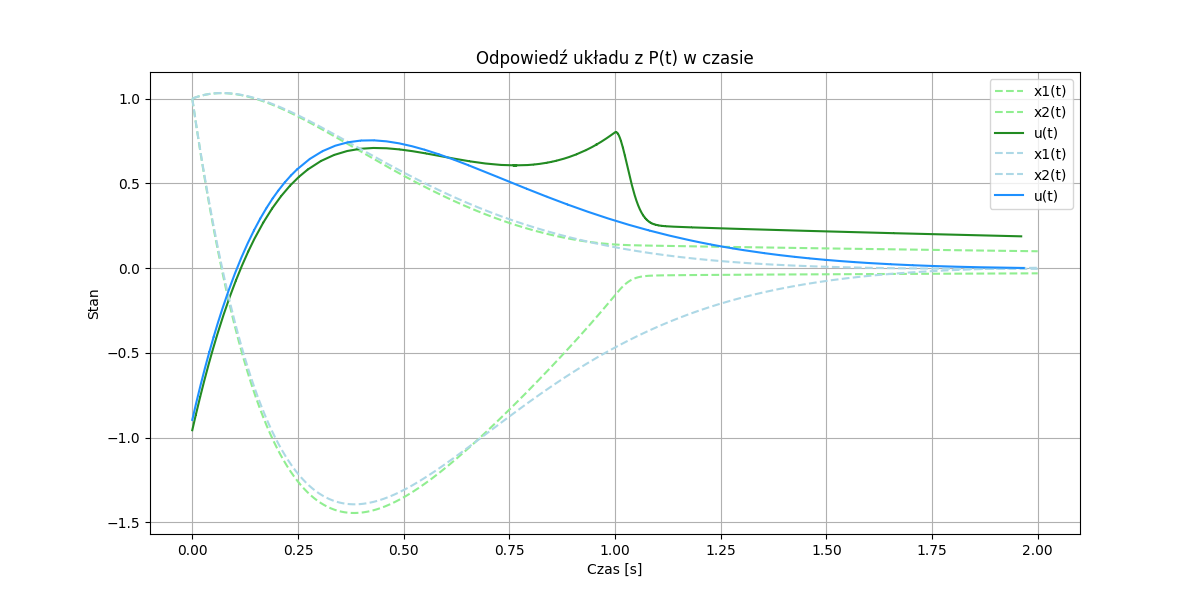 Odpowiedź układu z P(t) w czasie
Stan
1.0
0.5
0.0
−0.5
−1.0
−1.5
x1(t)
x2(t)
u(t)
x1(t)
x2(t)
u(t)
0.00 0.25 0.50 0.75 1.00 1.25 1.50 1.75 2.00
Czas [s]